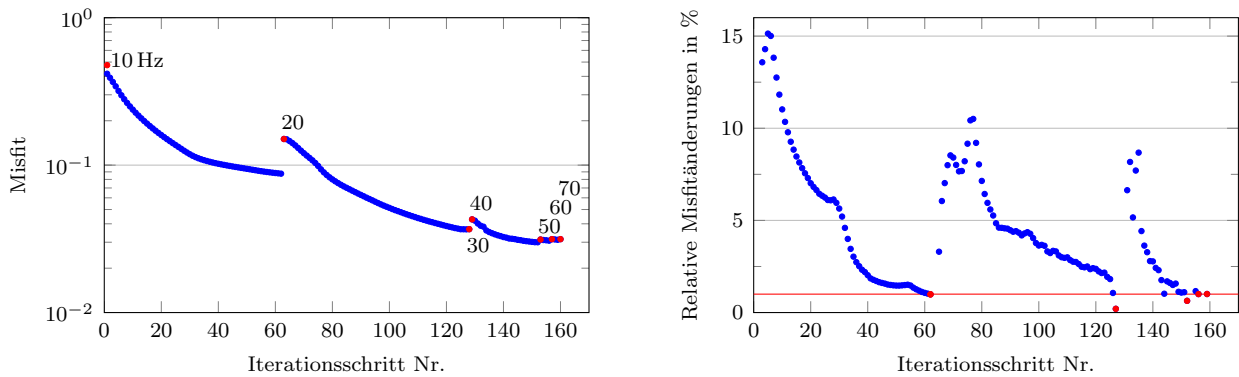 10⁰
10⁻¹
10⁻²
Misfit
10 Hz
20
30
40
50
60
70
0 20 40 60 80 100 120 140 160
Iterationsschritt Nr.
15
10
5
0
Relative Misfitänderungen in %
0 20 40 60 80 100 120 140 160
Iterationsschritt Nr.